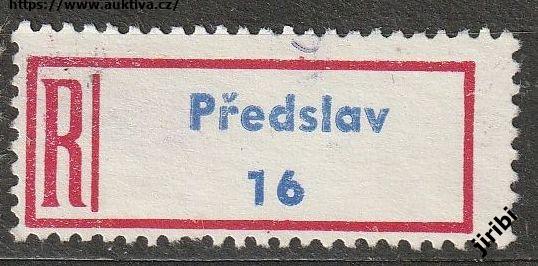 https://www.auktiva.cz/
R
Předslav
16
jiribi